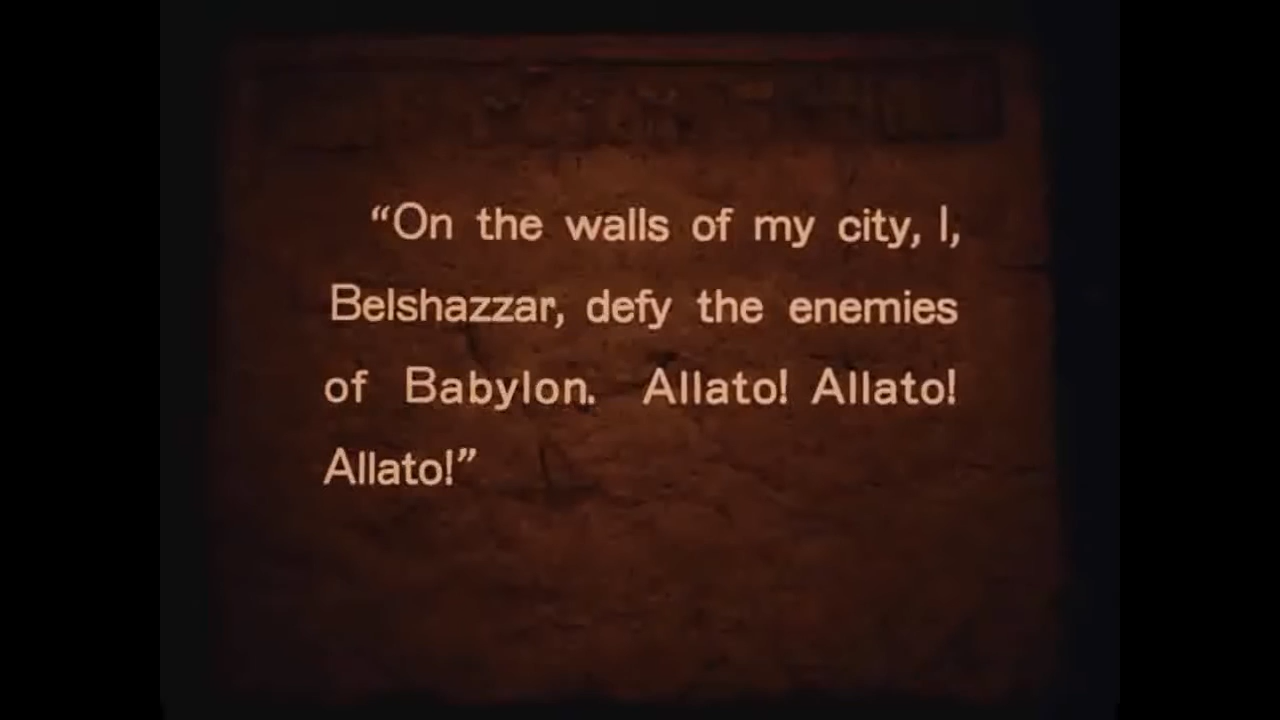 “On the walls of my city, I,
Belshazzar, defy the enemies
of Babylon. Allato! Allato!
Allato!”